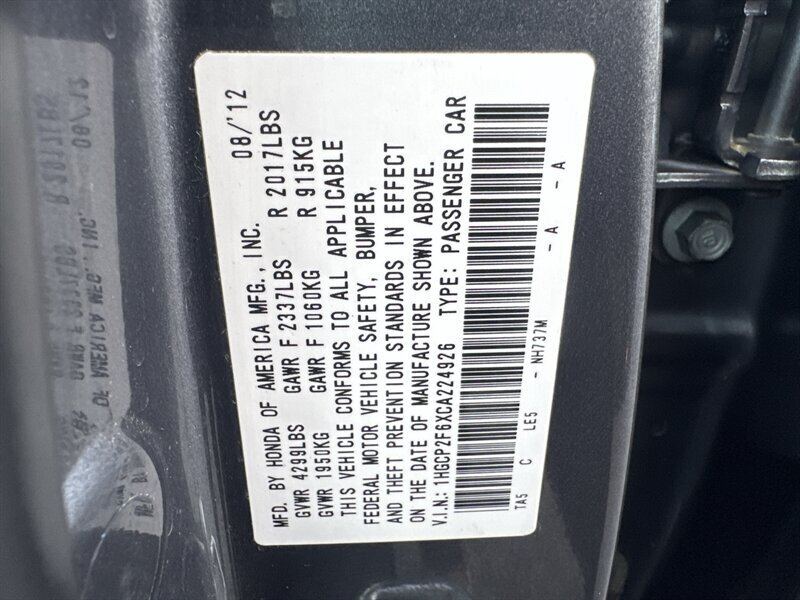 MFD. BY HONDA OF AMERICA MFG., INC. 08/'12
GVWR 4299LBS GAWR F 2337LBS R 2017LBS
GVWR 1950KG GAWR F 1060KG R 915KG
THIS VEHICLE CONFORMS TO ALL APPLICABLE
FEDERAL MOTOR VEHICLE SAFETY, BUMPER,
AND THEFT PREVENTION STANDARDS IN EFFECT
ON THE DATE OF MANUFACTURE SHOWN ABOVE.
V.I.N.: 1HGCP2F6XCA224926 TYPE: PASSENGER CAR
TA5 C LE5 - NH737M -A -A